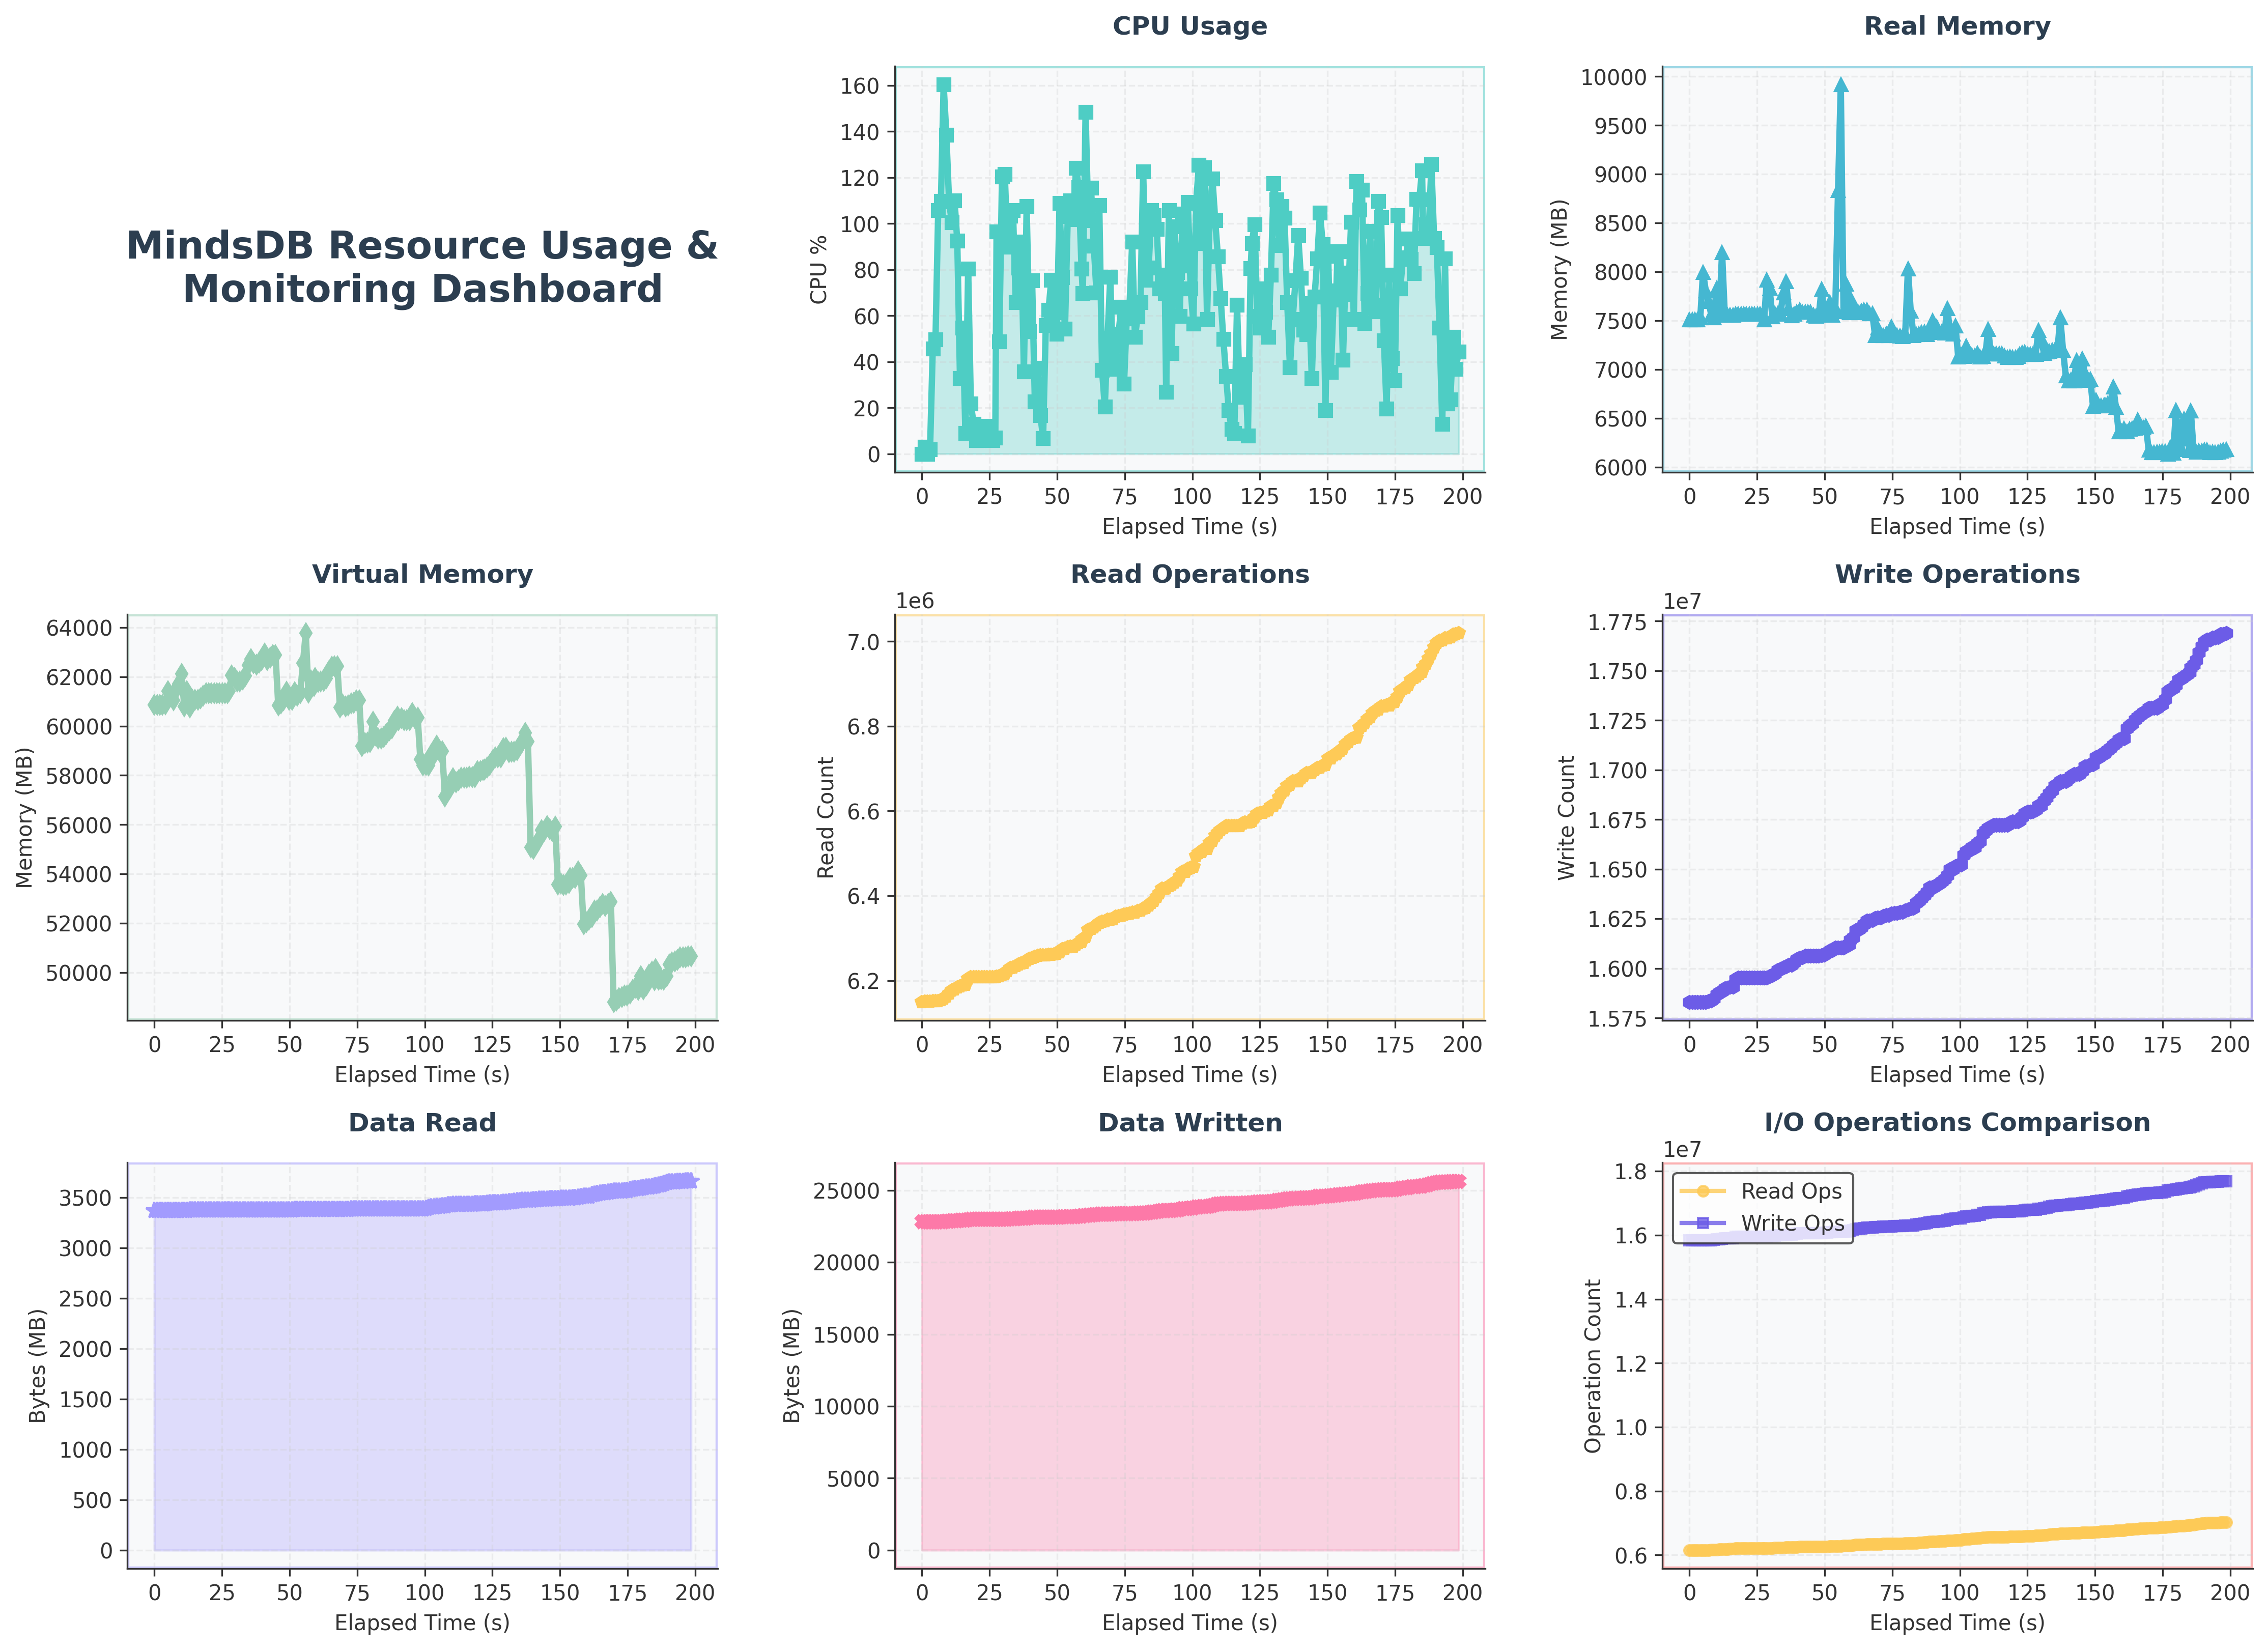 MindsDB Resource Usage &
Monitoring Dashboard
CPU Usage
CPU %
160
140
120
100
80
60
40
20
0
0 25 50 75 100 125 150 175 200
Elapsed Time (s)
Real Memory
Memory (MB)
10000
9500
9000
8500
8000
7500
7000
6500
6000
0 25 50 75 100 125 150 175 200
Elapsed Time (s)
Virtual Memory
Memory (MB)
64000
62000
60000
58000
56000
54000
52000
50000
0 25 50 75 100 125 150 175 200
Elapsed Time (s)
Read Operations
1e6
Read Count
7.0
6.8
6.6
6.4
6.2
0 25 50 75 100 125 150 175 200
Elapsed Time (s)
Write Operations
1e7
Write Count
1.775
1.750
1.725
1.700
1.675
1.650
1.625
1.600
1.575
0 25 50 75 100 125 150 175 200
Elapsed Time (s)
Data Read
Bytes (MB)
3500
3000
2500
2000
1500
1000
500
0
0 25 50 75 100 125 150 175 200
Elapsed Time (s)
Data Written
Bytes (MB)
25000
20000
15000
10000
5000
0
0 25 50 75 100 125 150 175 200
Elapsed Time (s)
I/O Operations Comparison
1e7
Operation Count
1.8
1.6
1.4
1.2
1.0
0.8
0.6
Read Ops
Write Ops
0 25 50 75 100 125 150 175 200
Elapsed Time (s)